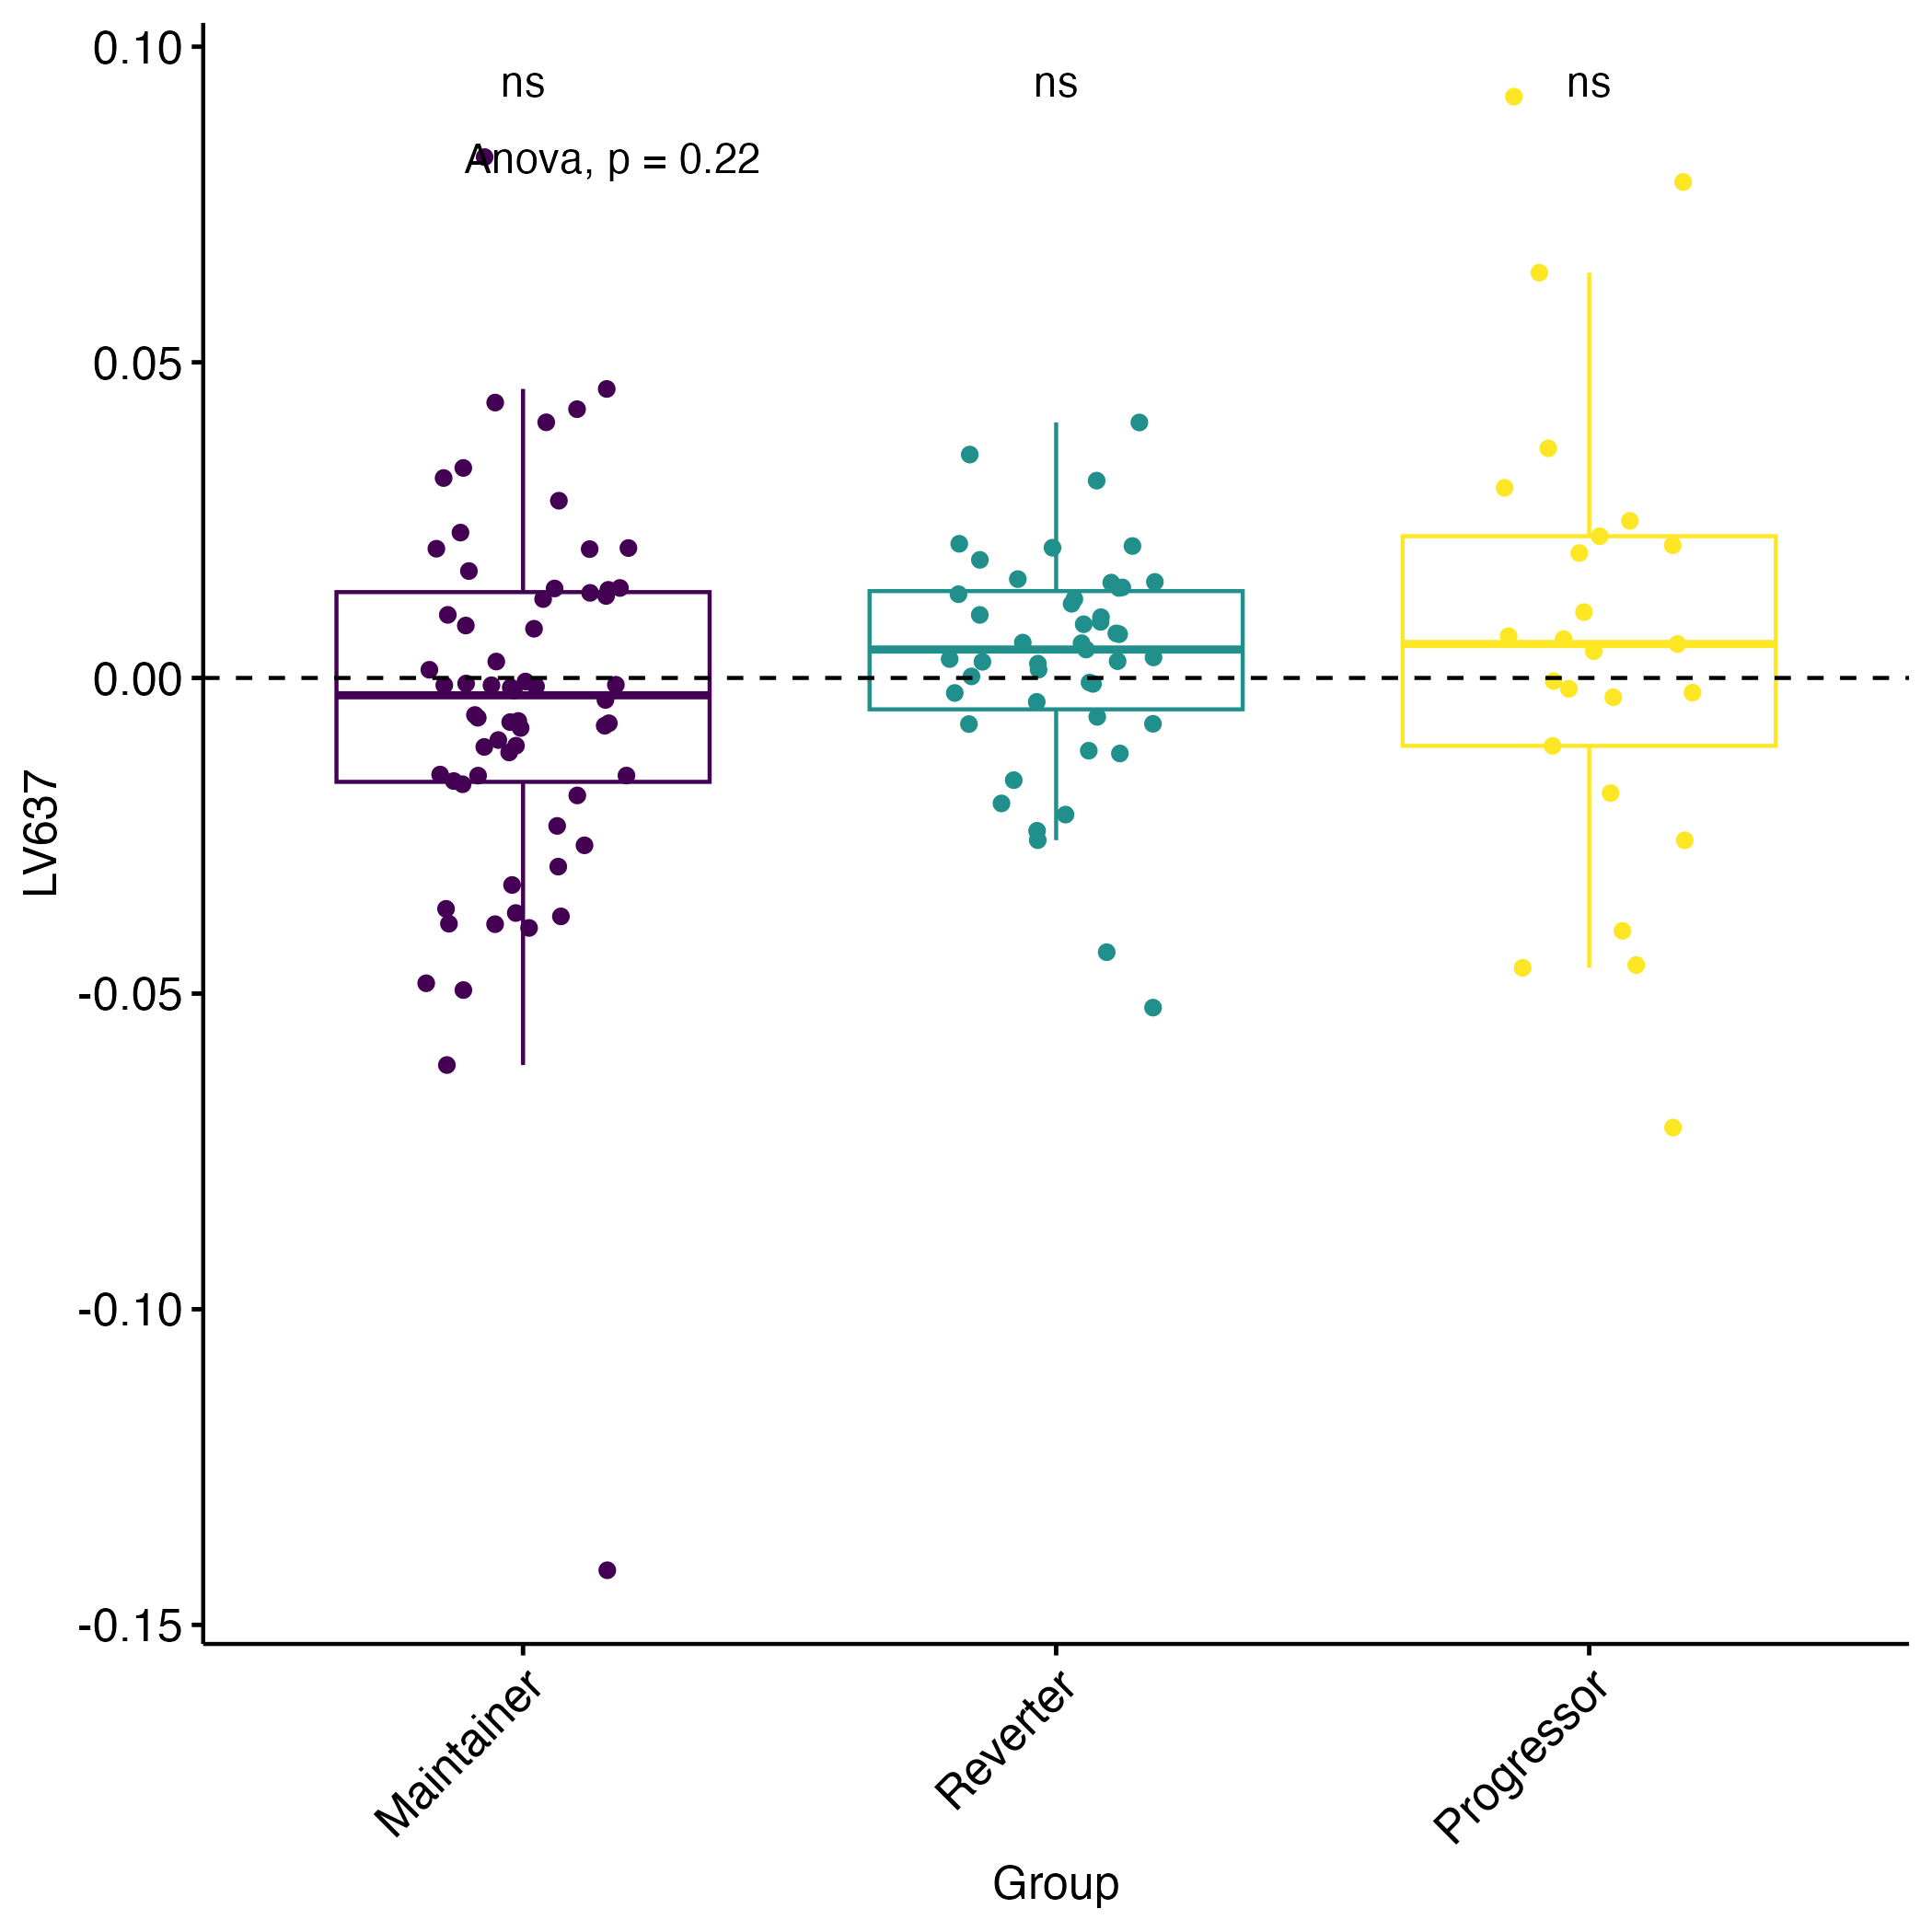 0.10
ns ns ns
Anova, p = 0.22
0.05
0.00
-0.05
-0.10
-0.15
LV637
Maintainer
Reverter
Progressor
Group